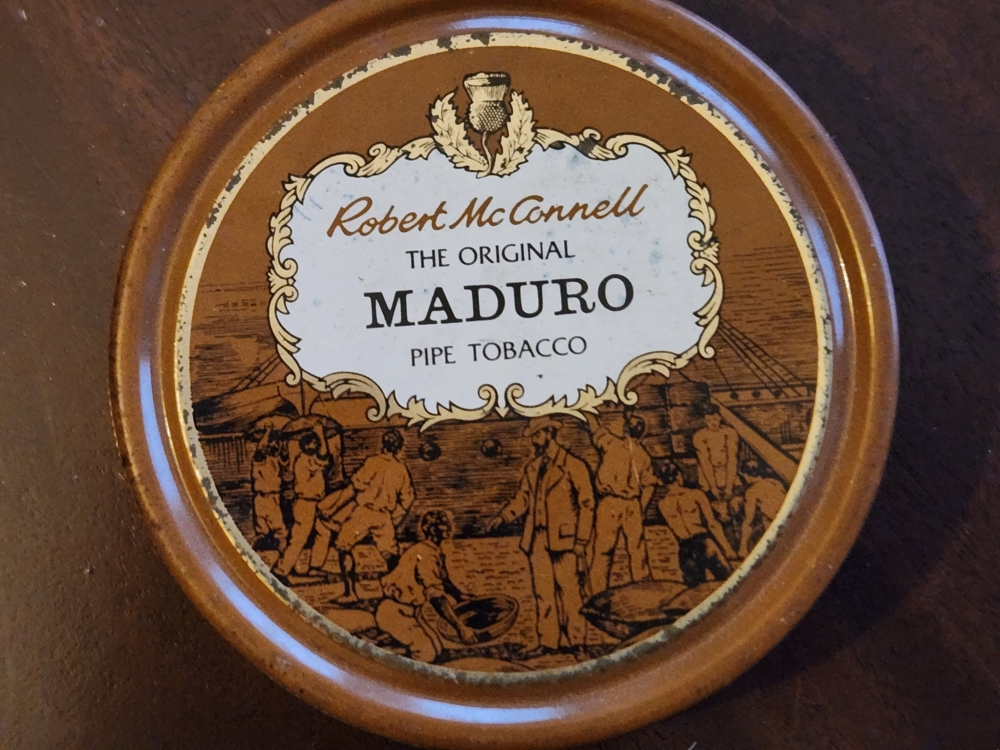 Robert McConnell
THE ORIGINAL
MADURO
PIPE TOBACCO